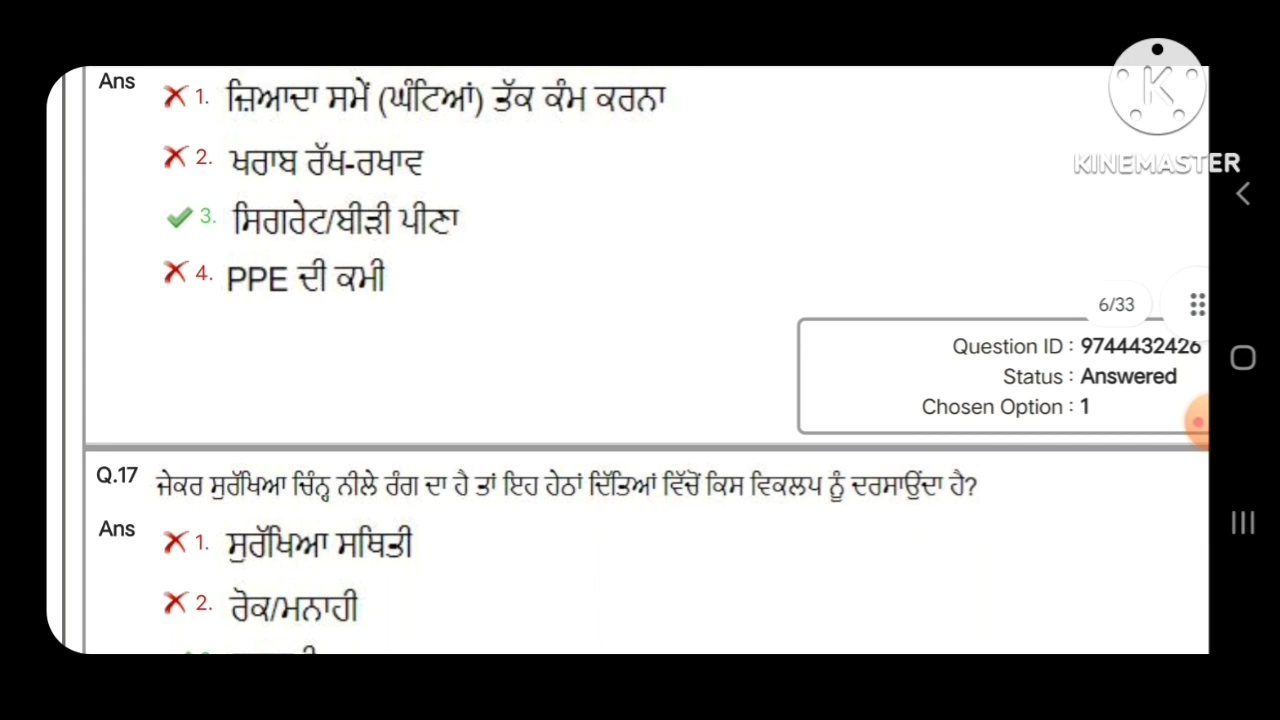 Ans
1. ਜ਼ਿਆਦਾ ਸਮੇਂ (ਘੰਟਿਆਂ) ਤੱਕ ਕੰਮ ਕਰਨਾ
2. ਖਰਾਬ ਰੱਖ-ਰਖਾਵ
3. ਸਿਗਰੇਟ/ਬੀੜੀ ਪੀਣਾ
4. PPE ਦੀ ਕਮੀ
K
KINEMASTER
6/33
Question ID : 9744432426
Status : Answered
Chosen Option : 1
Q.17 ਜੇਕਰ ਸੁਰੱਖਿਆ ਚਿੰਨ੍ਹ ਨੀਲੇ ਰੰਗ ਦਾ ਹੈ ਤਾਂ ਇਹ ਹੇਠਾਂ ਦਿੱਤਿਆਂ ਵਿੱਚੋਂ ਕਿਸ ਵਿਕਲਪ ਨੂੰ ਦਰਸਾਉਂਦਾ ਹੈ?
Ans
1. ਸੁਰੱਖਿਆ ਸਥਿਤੀ
2. ਰੋਕ/ਮਨਾਹੀ